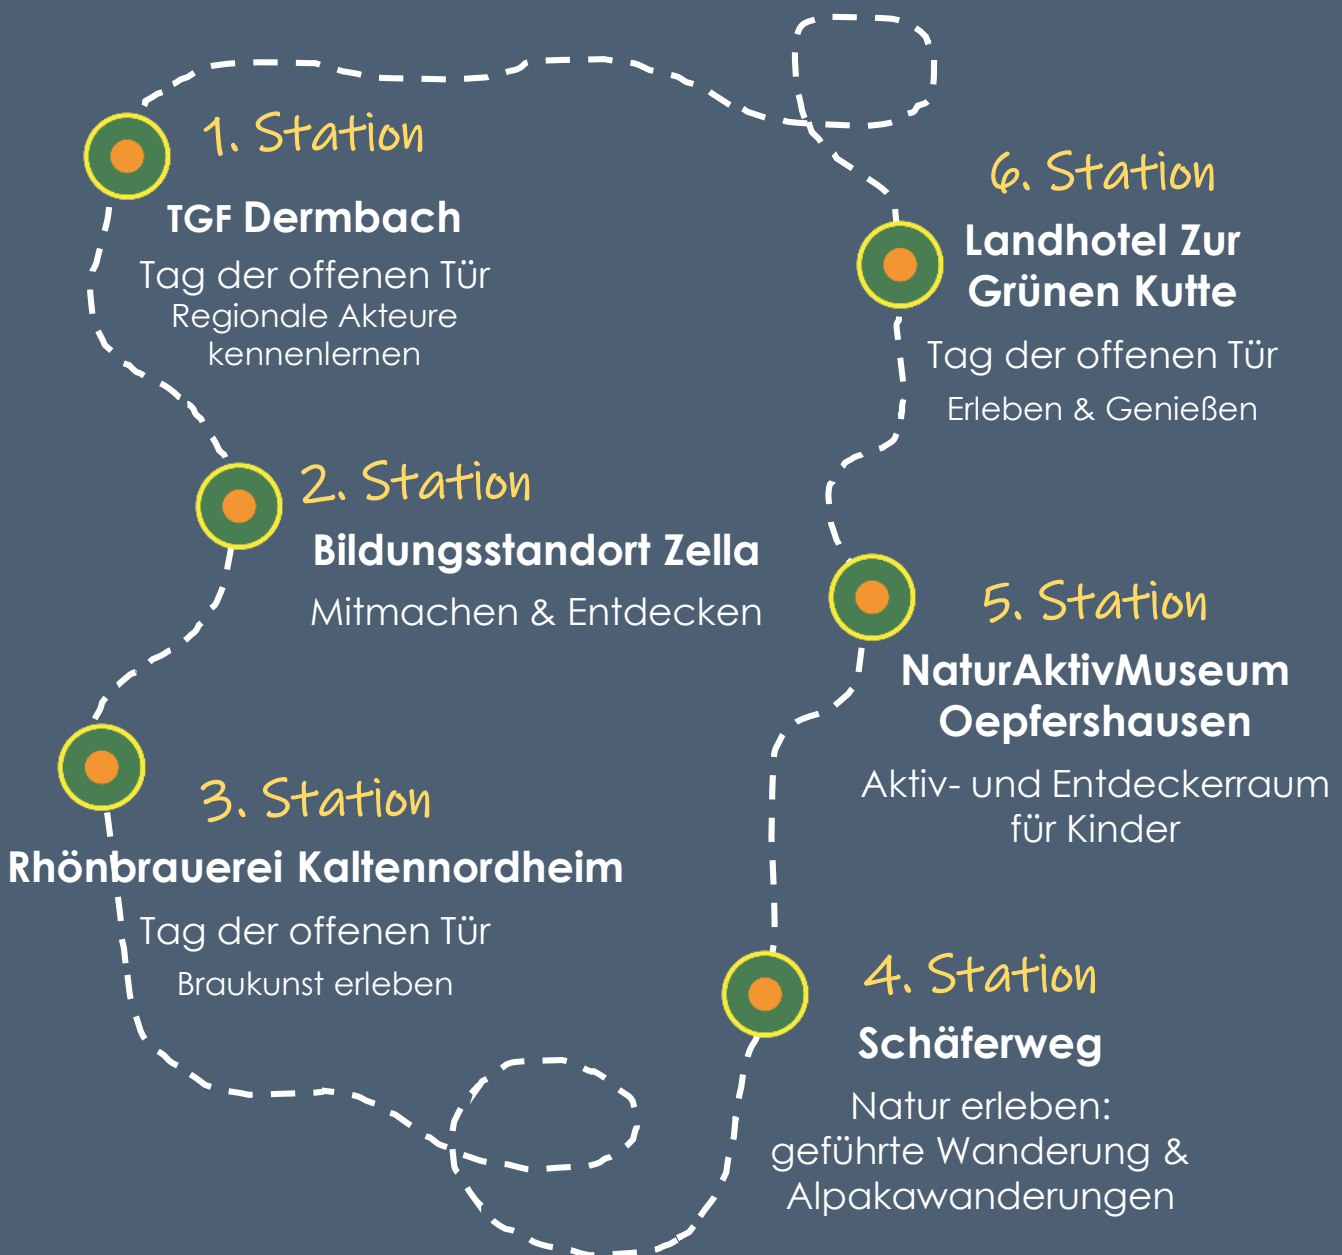 1. Station
TGF Dermbach
Tag der offenen Tür
Regionale Akteure
kennenlernen
2. Station
Bildungsstandort Zella
Mitmachen & Entdecken
3. Station
Rhönbrauerei Kaltennordheim
Tag der offenen Tür
Braukunst erleben
4. Station
Schäferweg
Natur erleben:
geführte Wanderung &
Alpakawanderungen
5. Station
NaturAktivMuseum
Oepfershausen
Aktiv- und Entdeckerraum
für Kinder
6. Station
Landhotel Zur
Grünen Kutte
Tag der offenen Tür
Erleben & Genießen